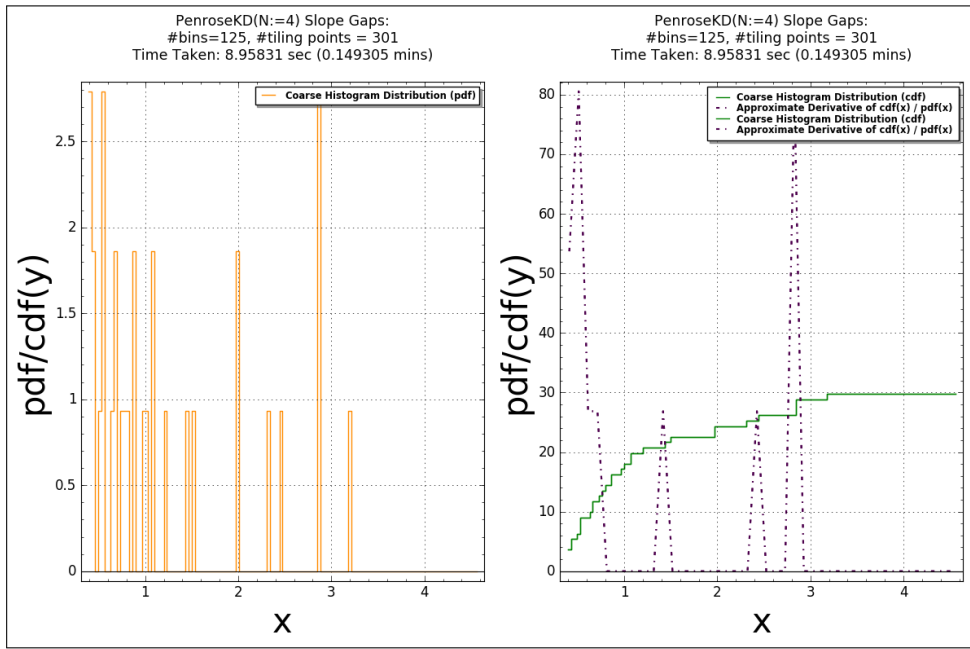 PenroseKD(N:=4) Slope Gaps:
#bins=125, #tiling points = 301
Time Taken: 8.95831 sec (0.149305 mins)
Coarse Histogram Distribution (pdf)
2.5
2
1.5
1
0.5
0
1
2
3
4
pdf/cdf(y)
x
PenroseKD(N:=4) Slope Gaps:
#bins=125, #tiling points = 301
Time Taken: 8.95831 sec (0.149305 mins)
Coarse Histogram Distribution (cdf)
Approximate Derivative of cdf(x) / pdf(x)
Coarse Histogram Distribution (cdf)
Approximate Derivative of cdf(x) / pdf(x)
80
70
60
50
40
30
20
10
0
1
2
3
4
pdf/cdf(y)
x